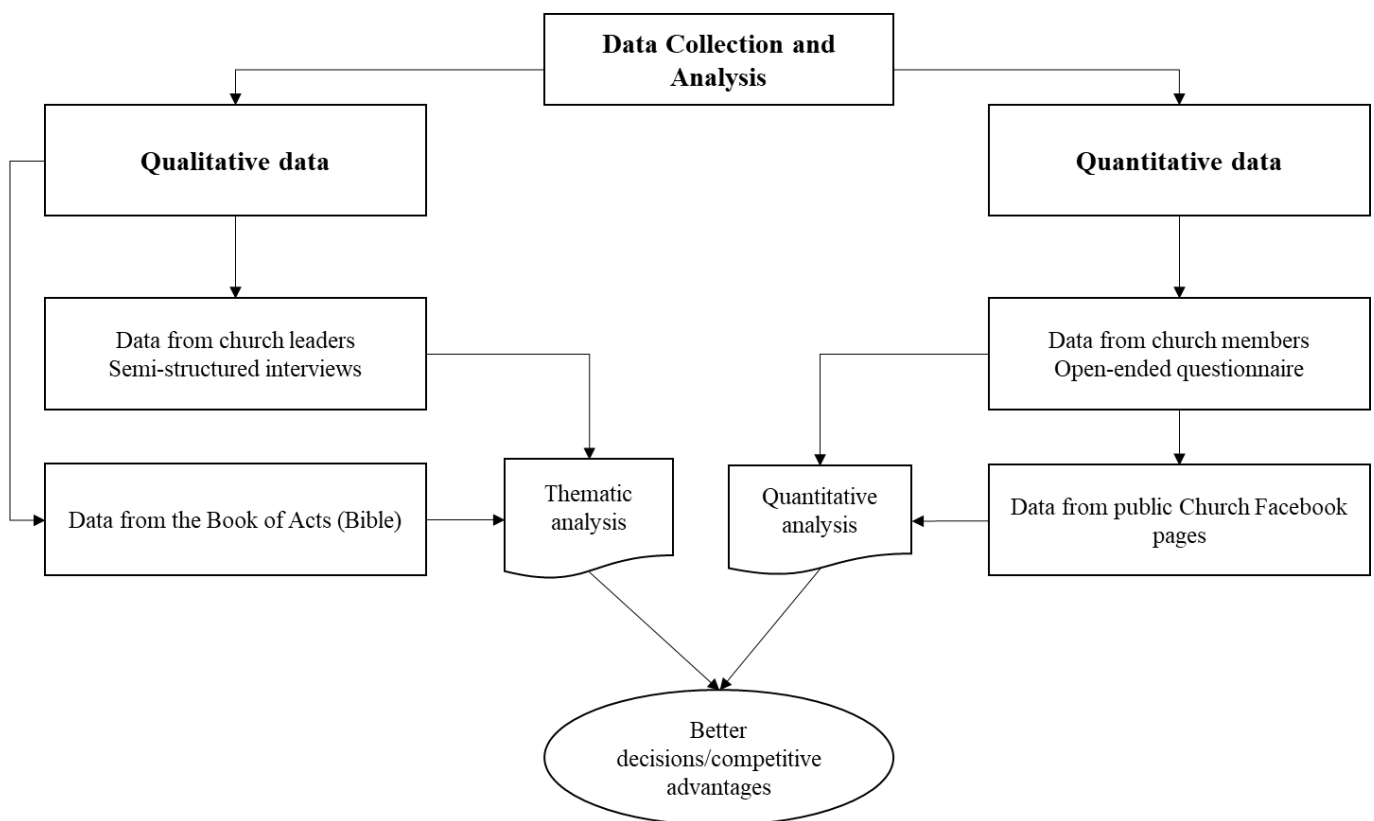 Data Collection and
Analysis
Qualitative data
Quantitative data
Data from church leaders
Semi-structured interviews
Data from church members
Open-ended questionnaire
Data from the Book of Acts (Bible)
Thematic
analysis
Quantitative
analysis
Data from public Church Facebook
pages
Better
decisions/competitive
advantages